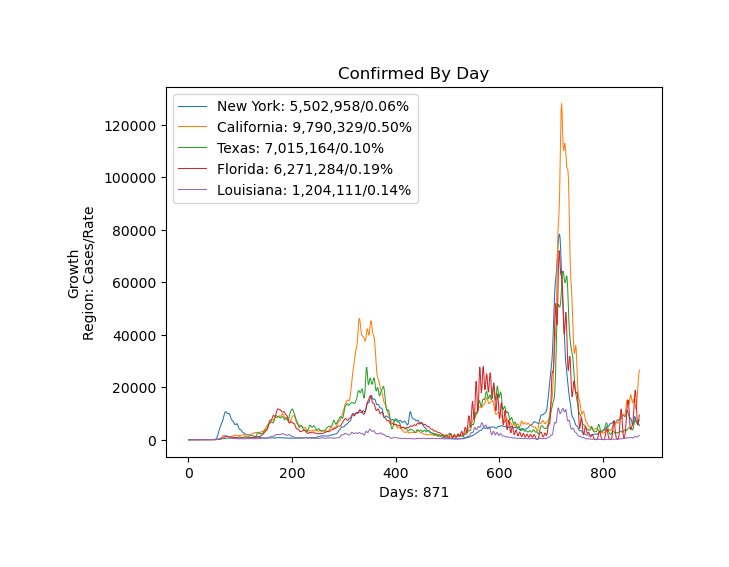 Confirmed By Day
New York: 5,502,958/0.06%
California: 9,790,329/0.50%
Texas: 7,015,164/0.10%
Florida: 6,271,284/0.19%
Louisiana: 1,204,111/0.14%
120000
100000
80000
60000
40000
20000
0
Growth
Region: Cases/Rate
0 200 400 600 800
Days: 871